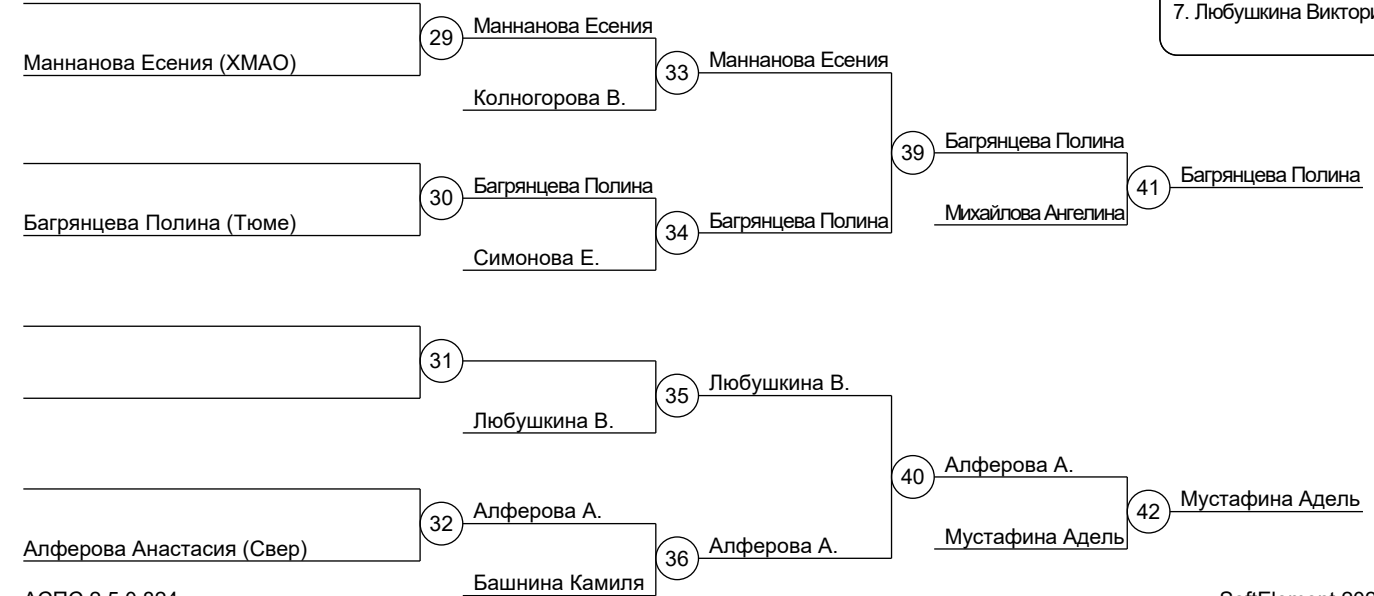 7. Любушкина
29
Маннанова Есения
Маннанова Есения (ХМАО)
33
Маннанова Есения
Колногорова В.
39
Багрянцева Полина
30
Багрянцева Полина
41
Багрянцева Полина
Багрянцева Полина (Тюме)
34
Багрянцева Полина
Михайлова Ангелина
Симонова Е.
31
35
Любушкина В.
Любушкина В.
40
Алферова А.
32
Алферова А.
42
Мустафина Адель
Алферова Анастасия (Свер)
36
Алферова А.
Мустафина Адель
Башнина Камиля